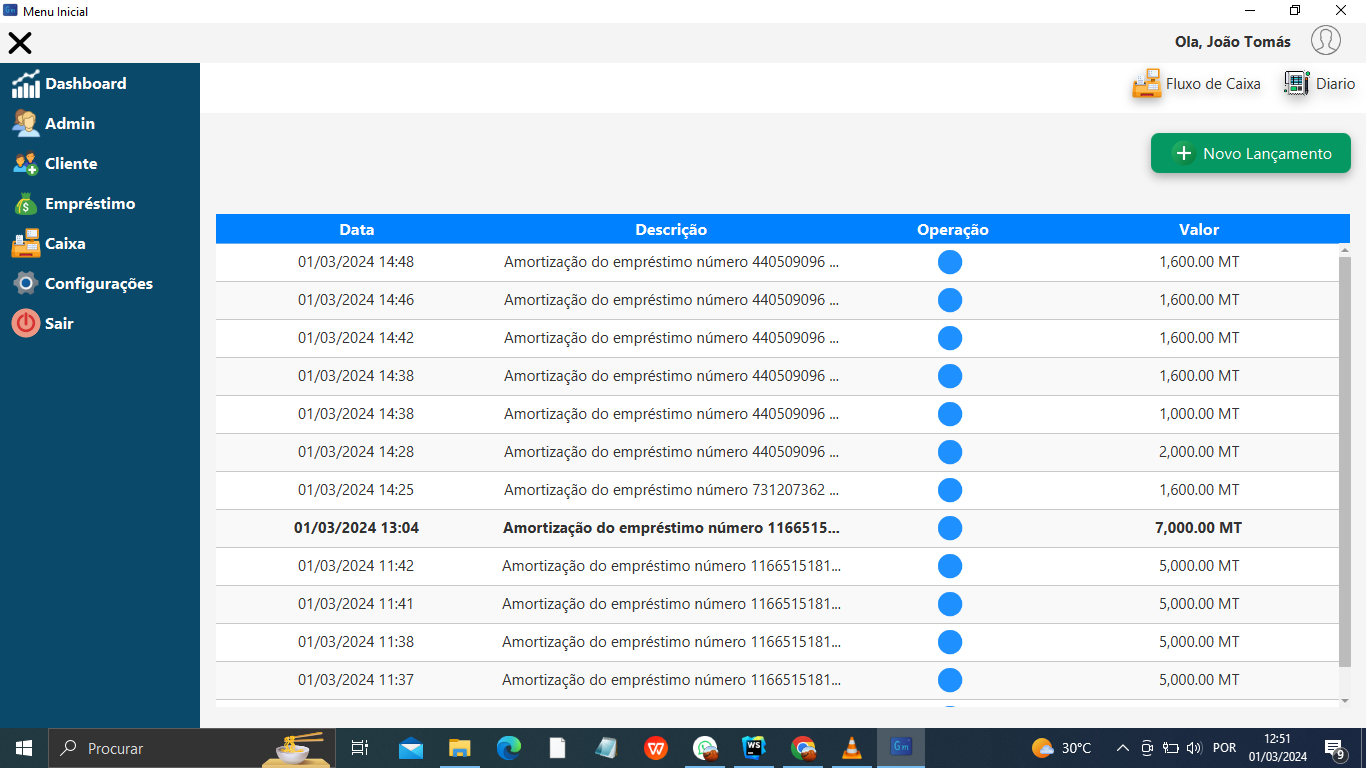 Menu Inicial
Ola, João Tomás
Dashboard
Admin
Cliente
Empréstimo
Caixa
Configurações
Sair
Fluxo de Caixa
Diario
Novo Lançamento
Data Descrição Operação Valor
01/03/2024 14:48 Amortização do empréstimo número 440509096 ... 1,600.00 MT
01/03/2024 14:46 Amortização do empréstimo número 440509096 ... 1,600.00 MT
01/03/2024 14:42 Amortização do empréstimo número 440509096 ... 1,600.00 MT
01/03/2024 14:38 Amortização do empréstimo número 440509096 ... 1,600.00 MT
01/03/2024 14:38 Amortização do empréstimo número 440509096 ... 1,000.00 MT
01/03/2024 14:28 Amortização do empréstimo número 440509096 ... 2,000.00 MT
01/03/2024 14:25 Amortização do empréstimo número 731207362 ... 1,600.00 MT
01/03/2024 13:04 Amortização do empréstimo número 1166515... 7,000.00 MT
01/03/2024 11:42 Amortização do empréstimo número 1166515181... 5,000.00 MT
01/03/2024 11:41 Amortização do empréstimo número 1166515181... 5,000.00 MT
01/03/2024 11:38 Amortização do empréstimo número 1166515181... 5,000.00 MT
01/03/2024 11:37 Amortização do empréstimo número 1166515181... 5,000.00 MT
Procurar
WS
Gm
30°C
POR
12:51
01/03/2024
9